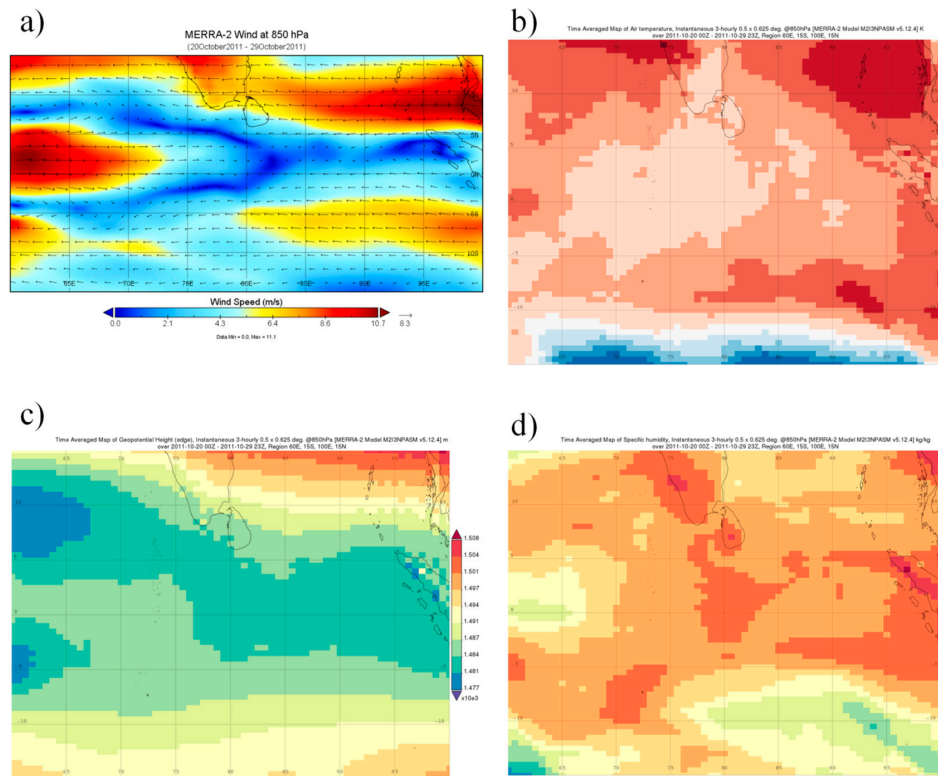 a)
MERRA-2 Wind at 850 hPa
(20October2011 - 29October2011)
5N
0N
5S
10S
65E 70E 75E 80E 85E 90E 95E
Wind Speed (m/s)
0.0 2.1 4.3 6.4 8.6 10.7 8.3
Data Min = 0.0, Max = 11.1
b)
Time Averaged Map of Air temperature, Instantaneous 3-hourly 0.5 x 0.625 deg. @850hPa [MERRA-2 Model M2I3NPASM v5.12.4] K
over 2011-10-20 00Z - 2011-10-29 23Z, Region 60E, 15S, 100E, 15N
c)
Time Averaged Map of Geopotential Height (edge), Instantaneous 3-hourly 0.5 x 0.625 deg. @850hPa [MERRA-2 Model M2I3NPASM v5.12.4] m
over 2011-10-20 00Z - 2011-10-29 23Z, Region 60E, 15S, 100E, 15N
1.508
1.504
1.501
1.497
1.494
1.491
1.487
1.484
1.481
1.477
x10e3
d)
Time Averaged Map of Specific humidity, Instantaneous 3-hourly 0.5 x 0.625 deg. @850hPa [MERRA-2 Model M2I3NPASM v5.12.4] kg/kg
over 2011-10-20 00Z - 2011-10-29 23Z, Region 60E, 15S, 100E, 15N